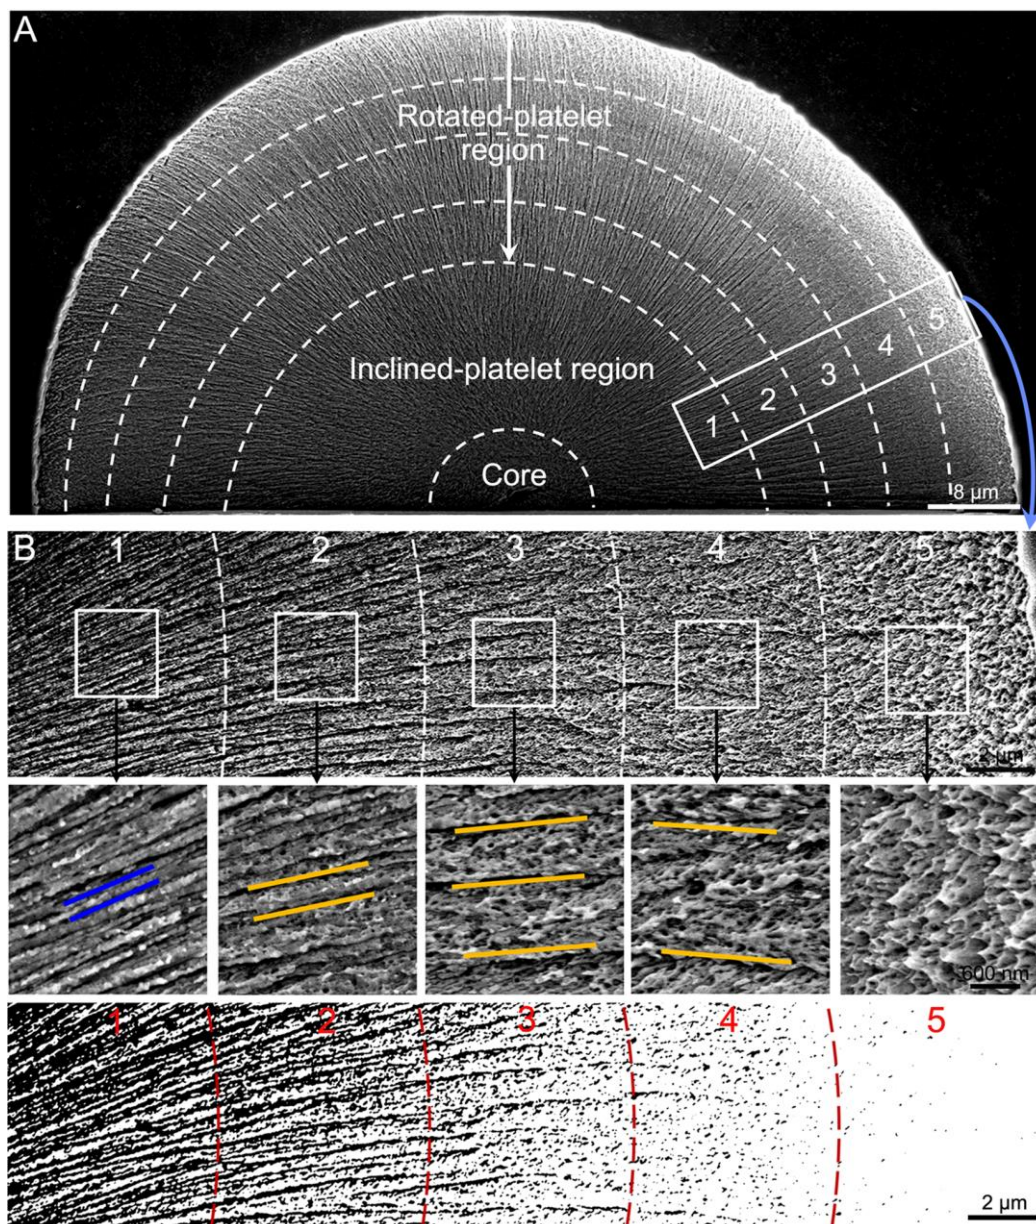 A
Rotated-platelet
region
Inclined-platelet region
Core
1
2
3
4
5
8 µm
B
1
2
3
4
5
2 µm
600 nm
1
2
3
4
5
2 µm